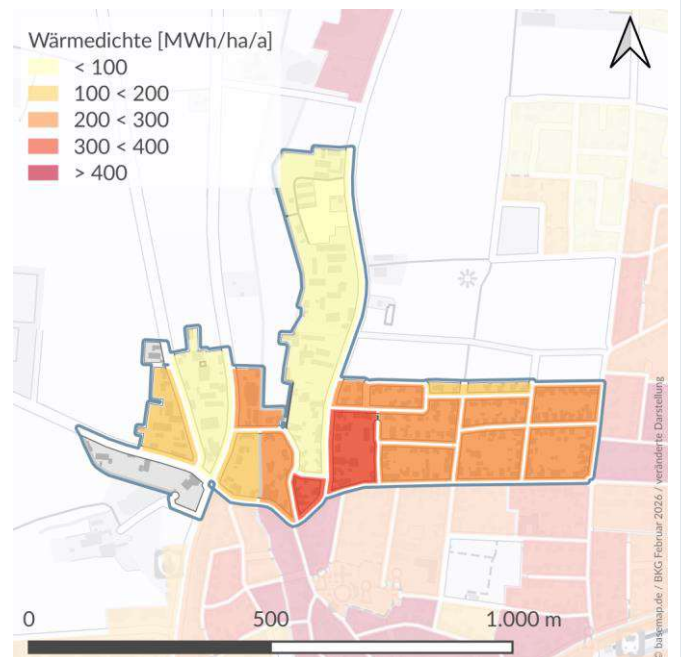 Wärmedichte [MWh/ha/a]
< 100
100 < 200
200 < 300
300 < 400
> 400
0 500 1.000 m
© basemap.de / BKG Februar 2026 / veränderte Darstellung